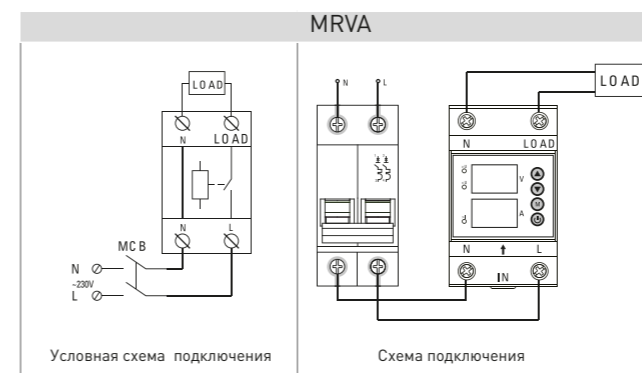 MRVA
LOAD
N LOAD
N L
MCB
N
~230V
L
Условная схема подключения
N L
LOAD
N LOAD
V
A
M
N L
IN
Схема подключения